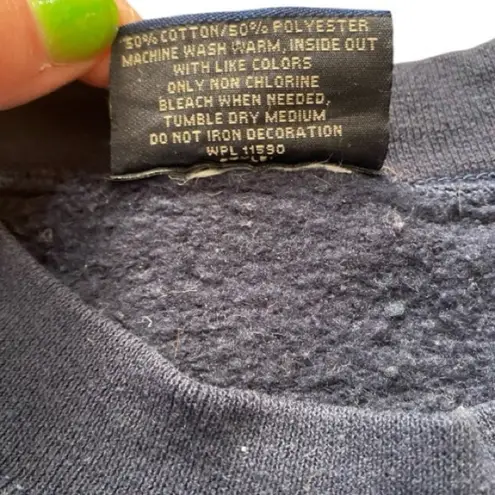 50% COTTON/50% POLYESTER
MACHINE WASH WARM, INSIDE OUT
WITH LIKE COLORS
ONLY NON CHLORINE
BLEACH WHEN NEEDED,
TUMBLE DRY MEDIUM
DO NOT IRON DECORATION
WPL 11590